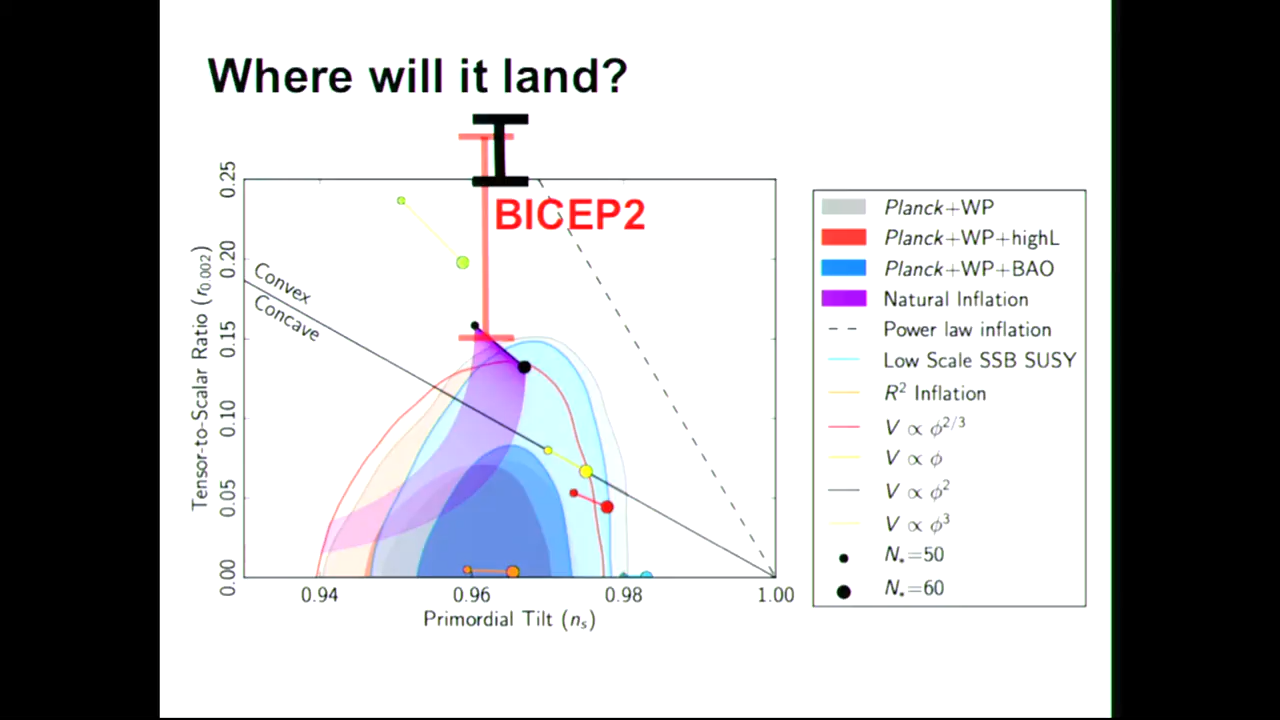 Where will it land?
BICEP2
Tensor-to-Scalar Ratio (r0.002)
0.25
0.20
0.15
0.10
0.05
0.00
Convex
Concave
0.94 0.96 0.98 1.00
Primordial Tilt (ns)
Planck+WP
Planck+WP+highL
Planck+WP+BAO
Natural Inflation
Power law inflation
Low Scale SSB SUSY
R² Inflation
V ∝ ϕ^2/3
V ∝ ϕ
V ∝ ϕ²
V ∝ ϕ³
N*=50
N*=60